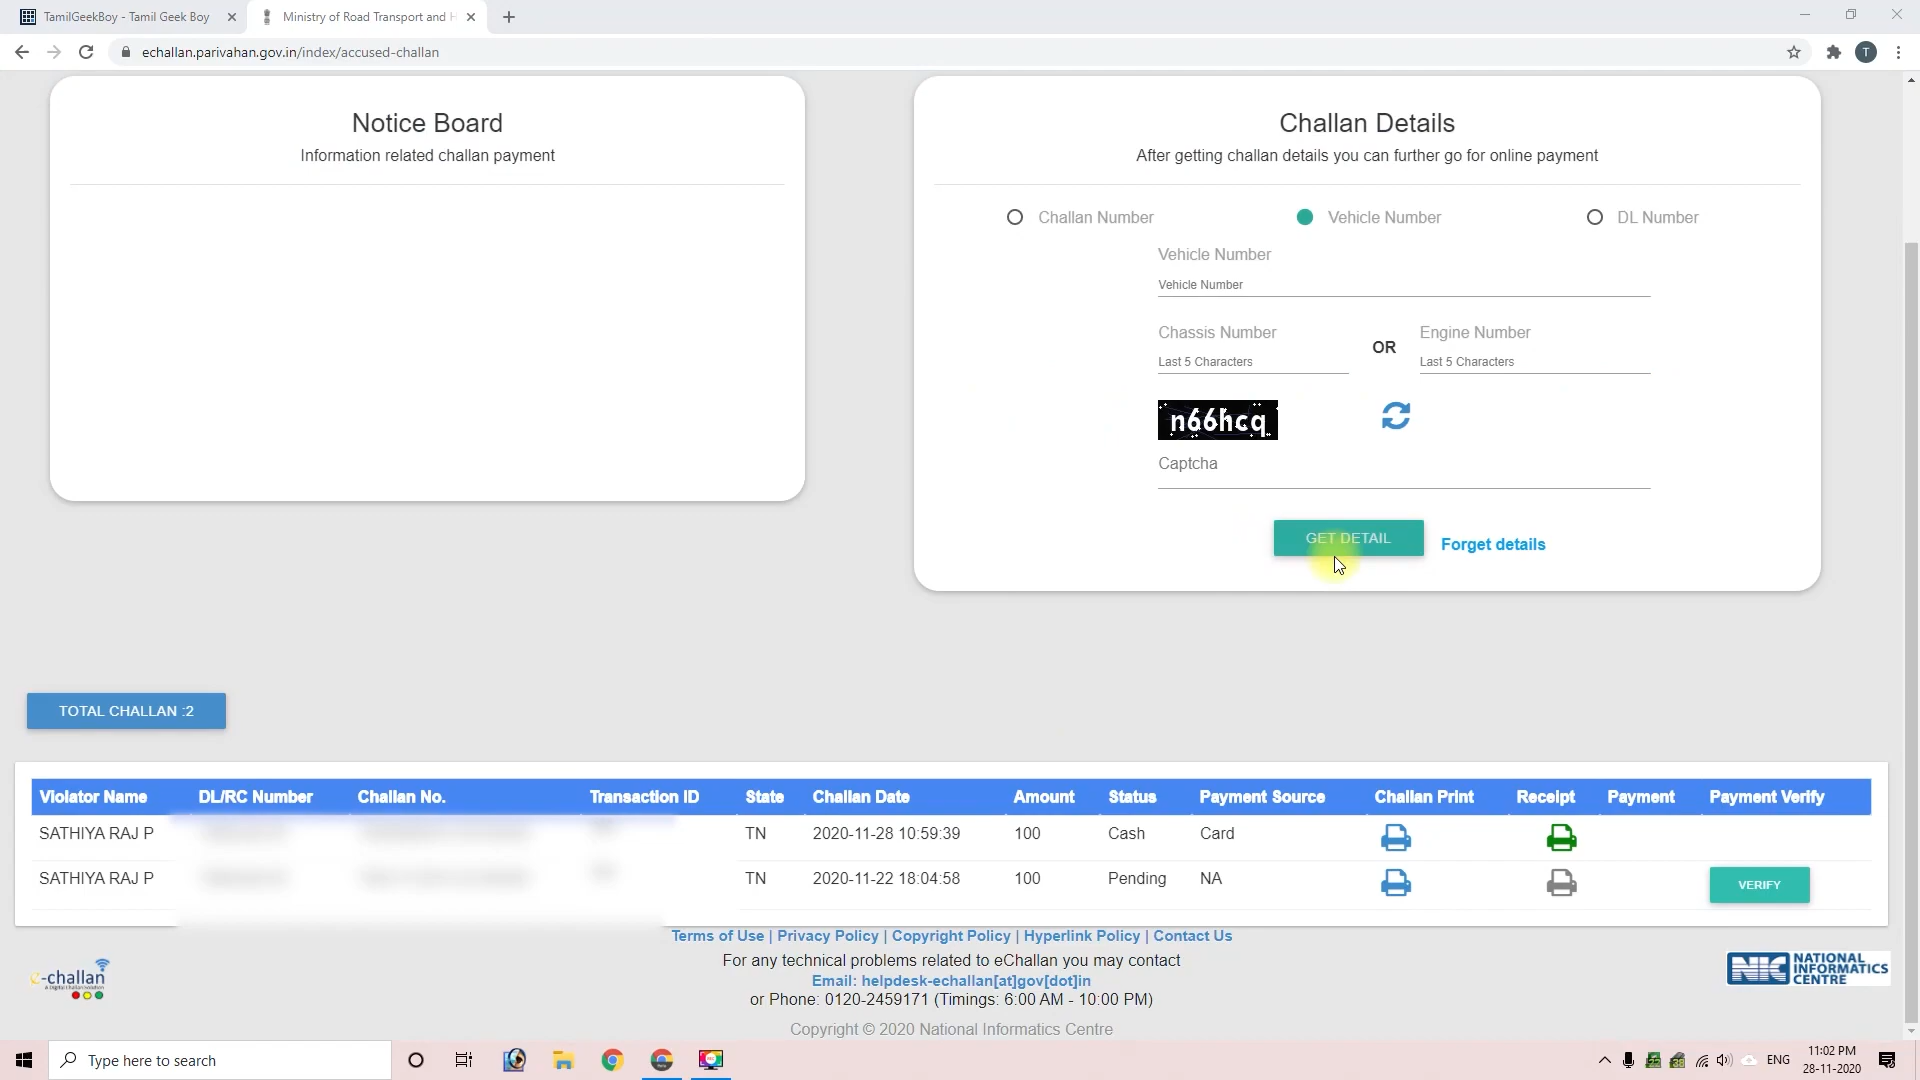 TamilGeekBoy - Tamil Geek Boy
Ministry of Road Transport and H
echallan.parivahan.gov.in/index/accused-challan
T
Notice Board
Information related challan payment
Challan Details
After getting challan details you can further go for online payment
Challan Number
Vehicle Number
DL Number
Vehicle Number
Vehicle Number
Chassis Number
Last 5 Characters
OR
Engine Number
Last 5 Characters
n66hcq
Captcha
GET DETAIL
Forget details
TOTAL CHALLAN :2
Violator Name DL/RC Number Challan No. Transaction ID State Challan Date Amount Status Payment Source Challan Print Receipt Payment Payment Verify
SATHIYA RAJ P TN 2020-11-28 10:59:39 100 Cash Card
SATHIYA RAJ P TN 2020-11-22 18:04:58 100 Pending NA VERIFY
Terms of Use | Privacy Policy | Copyright Policy | Hyperlink Policy | Contact Us
For any technical problems related to eChallan you may contact
Email: helpdesk-echallan[at]gov[dot]in
or Phone: 0120-2459171 (Timings: 6:00 AM - 10:00 PM)
Copyright © 2020 National Informatics Centre
e-challan
A Digital Challan Solution
NIC NATIONAL
INFORMATICS
CENTRE
Type here to search
ENG
11:02 PM
28-11-2020